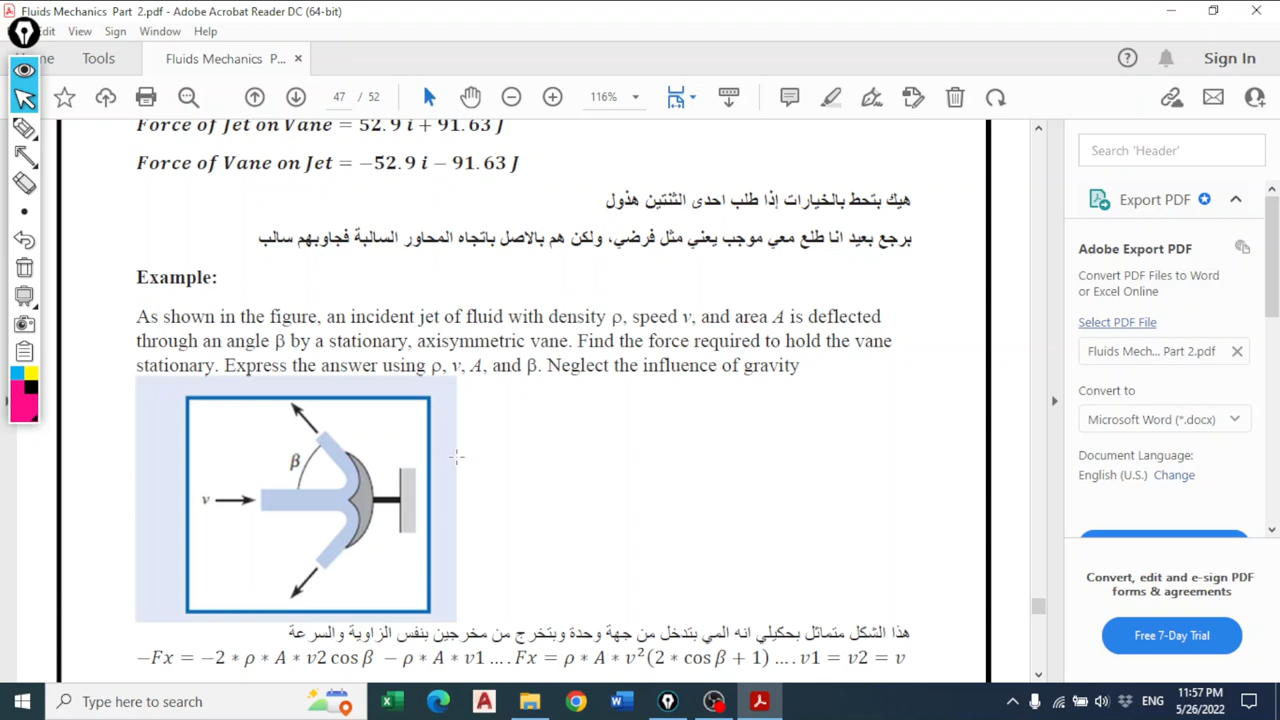 Fluids Mechanics Part 2.pdf - Adobe Acrobat Reader DC (64-bit)
Edit View Sign Window Help
Tools
Fluids Mechanics P... ×
Sign In
47 / 52
116%
Force of Jet on Vane = 52.9 i + 91.63 J
Force of Vane on Jet = −52.9 i − 91.63 J
هيك بتحط بالخيارات إذا طلب احدى الثنتين هذول
برجع بعيد انا طلع معي موجب يعني مثل فرضي، ولكن هم بالاصل باتجاه المحاور السالبة فجاوبهم سالب
Example:
As shown in the figure, an incident jet of fluid with density ρ, speed v, and area A is deflected
through an angle β by a stationary, axisymmetric vane. Find the force required to hold the vane
stationary. Express the answer using ρ, v, A, and β. Neglect the influence of gravity
β
v
هذا الشكل متماثل بحكيلي انه المي بتدخل من جهة وحدة وبتخرج من مخرجين بنفس الزاوية والسرعة
−Fx = −2 * ρ * A * v2 cos β − ρ * A * v1 .... Fx = ρ * A * v²(2 * cos β + 1) .... v1 = v2 = v
Search 'Header'
Export PDF
Adobe Export PDF
Convert PDF Files to Word
or Excel Online
Select PDF File
Fluids Mech... Part 2.pdf
Convert to
Microsoft Word (*.docx)
Document Language:
English (U.S.) Change
Convert, edit and e-sign PDF
forms & agreements
Free 7-Day Trial
Type here to search
ENG
11:57 PM
5/26/2022